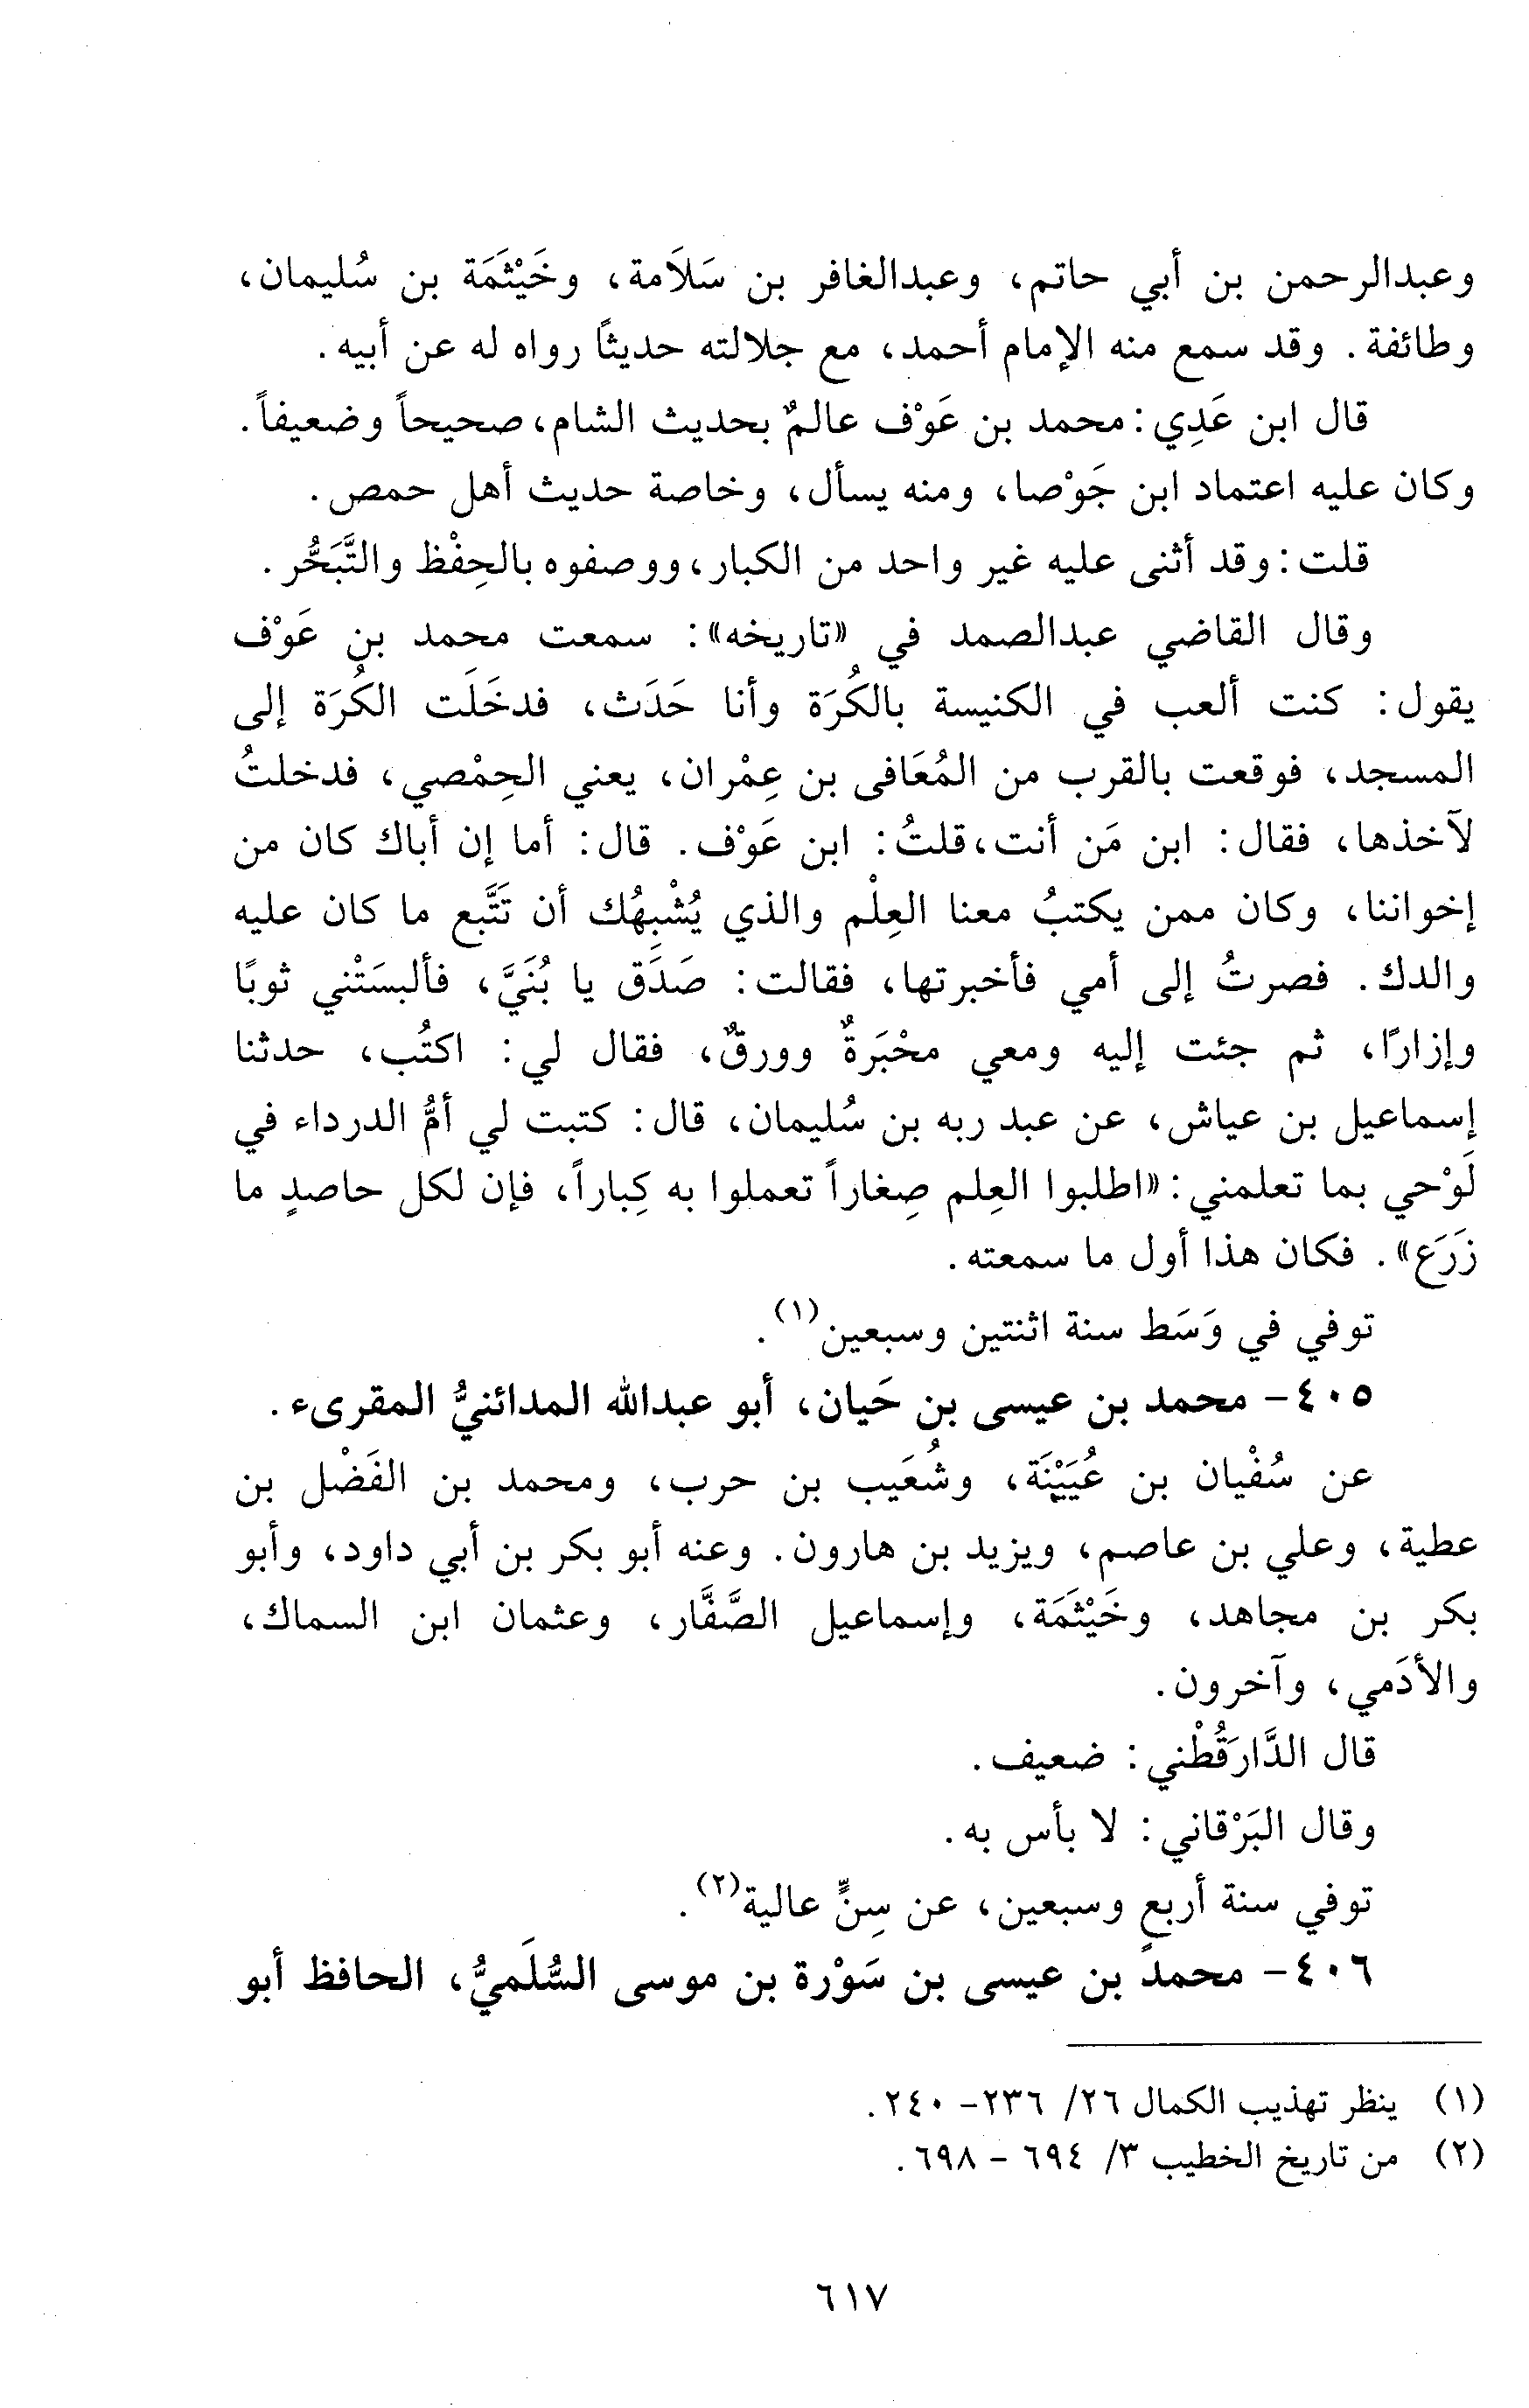 وعبدالرحمن بن أبي حاتم، وعبدالغافر بن سَلاَمة، وخَيْثَمَة بن سُليمان،
وطائفة. وقد سمع منه الإمام أحمد، مع جلالته حديثاً رواه له عن أبيه.
قال ابن عَدِي: محمد بن عَوْف عالمٌ بحديث الشام، صحيحاً وضعيفاً.
وكان عليه اعتماد ابن جَوْصا، ومنه يسأل، وخاصة حديث أهل حمص.
قلت: وقد أثنى عليه غير واحد من الكبار، ووصفوه بالحِفْظ والتَّبَحُّر.
وقال القاضي عبدالصمد في «تاريخه»: سمعت محمد بن عَوْف
يقول: كنت ألعب في الكنيسة بالكُرَة وأنا حَدَث، فدخَلَت الكُرَة إلى
المسجد، فوقعت بالقرب من المُعَافى بن عِمْران، يعني الحِمْصي، فدخلتُ
لآخذها، فقال: ابن مَن أنت، قلتُ: ابن عَوْف. قال: أما إن أباك كان من
إخواننا، وكان ممن يكتبُ معنا العِلْم والذي يُشْبِهُك أن تَتَّبع ما كان عليه
والدك. فصرتُ إلى أمي فأخبرتها، فقالت: صَدَق يا بُنَيَّ، فألبسَتْني ثوبًا
وإزارًا، ثم جئت إليه ومعي محْبَرةٌ وورقٌ، فقال لي: اكتُب، حدثنا
إسماعيل بن عياش، عن عبد ربه بن سُليمان، قال: كتبت لي أمُّ الدرداء في
لَوْحي بما تعلمني: «اطلبوا العِلم صِغاراً تعملوا به كِباراً، فإن لكل حاصدٍ ما
زَرَع». فكان هذا أول ما سمعته.
توفي في وَسَط سنة اثنتين وسبعين(١).
٤٠٥- محمد بن عيسى بن حَيان، أبو عبدالله المدائنيُّ المقرىء.
عن سُفْيان بن عُيَيْنَة، وشُعَيب بن حرب، ومحمد بن الفَضْل بن
عطية، وعلي بن عاصم، ويزيد بن هارون. وعنه أبو بكر بن أبي داود، وأبو
بكر بن مجاهد، وخَيْثَمَة، وإسماعيل الصَّفَّار، وعثمان ابن السماك،
والأدَمي، وآخرون.
قال الدَّارَقُطْني: ضعيف.
وقال البَرْقاني: لا بأس به.
توفي سنة أربع وسبعين، عن سِنٍّ عالية(٢).
٤٠٦- محمدُ بن عيسى بن سَوْرة بن موسى السُّلَميُّ، الحافظ أبو
(١) ينظر تهذيب الكمال ٢٦/ ٢٣٦- ٢٤٠.
(٢) من تاريخ الخطيب ٣/ ٦٩٤ - ٦٩٨.
٦١٧